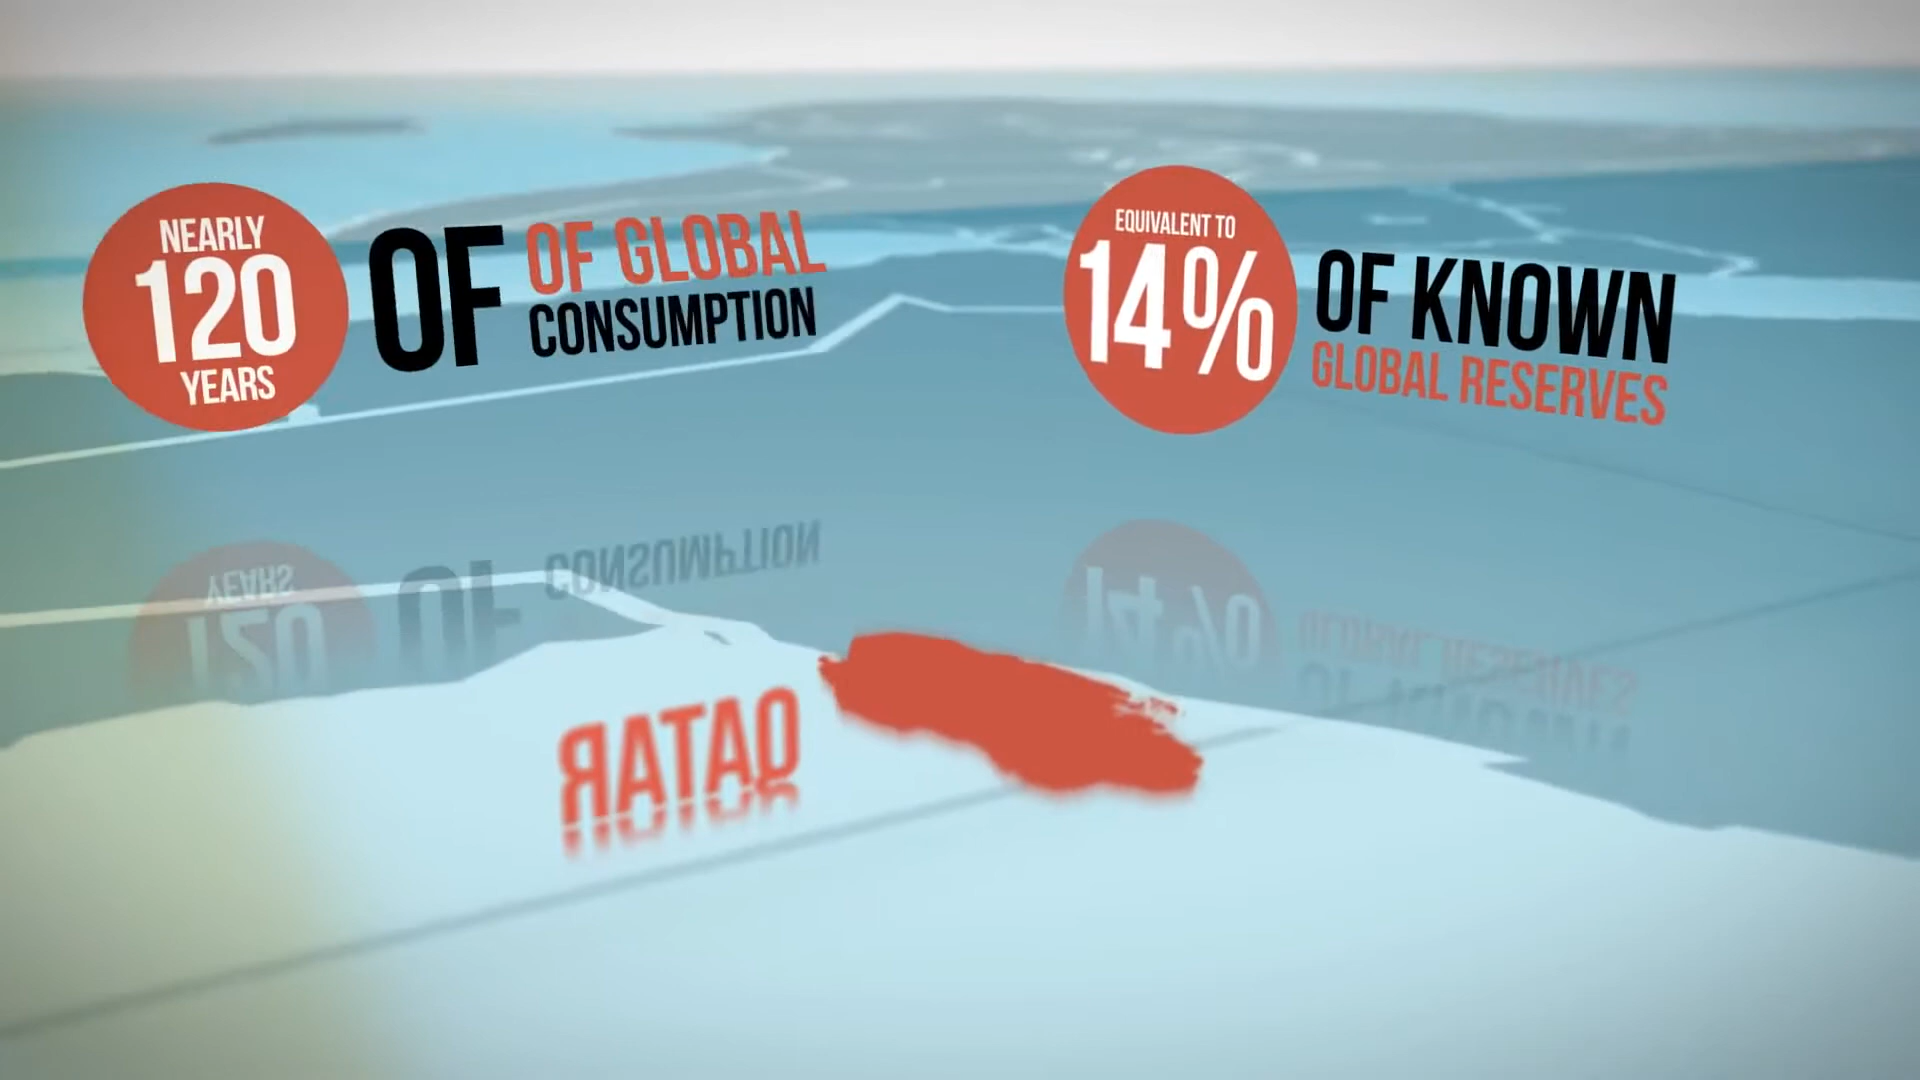 NEARLY
120
YEARS
OF
OF GLOBAL
CONSUMPTION
EQUIVALENT TO
14%
OF KNOWN
GLOBAL RESERVES
QATAR